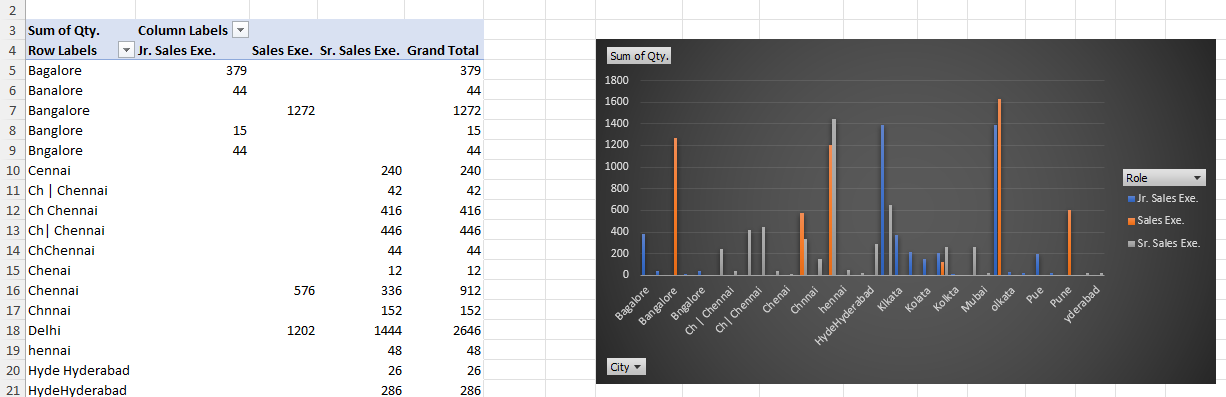 2
3 Sum of Qty. Column Labels
4 Row Labels Jr. Sales Exe. Sales Exe. Sr. Sales Exe. Grand Total
5 Bagalore 379 379
6 Banalore 44 44
7 Bangalore 1272 1272
8 Banglore 15 15
9 Bngalore 44 44
10 Cennai 240 240
11 Ch | Chennai 42 42
12 Ch Chennai 416 416
13 Ch| Chennai 446 446
14 ChChennai 44 44
15 Chenai 12 12
16 Chennai 576 336 912
17 Chnnai 152 152
18 Delhi 1202 1444 2646
19 hennai 48 48
20 Hyde Hyderabad 26 26
21 HydeHyderabad 286 286
Sum of Qty.
1800
1600
1400
1200
1000
800
600
400
200
0
Bagalore
Bangalore
Bngalore
Ch | Chennai
Ch| Chennai
Chenai
Chnnai
hennai
HydeHyderabad
Klkata
Kolata
Kolkta
Mubai
olkata
Pue
Pune
yderabad
Role
Jr. Sales Exe.
Sales Exe.
Sr. Sales Exe.
City